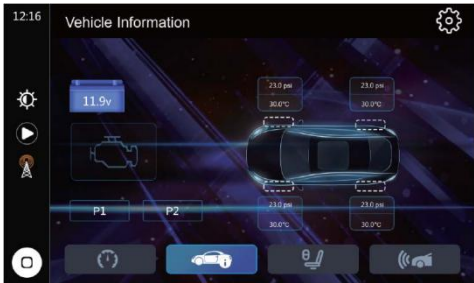 12:16
Vehicle Information
11.9v
23.0 psi
30.0°C
23.0 psi
30.0°C
P1
P2
23.0 psi
30.0°C
23.0 psi
30.0°C